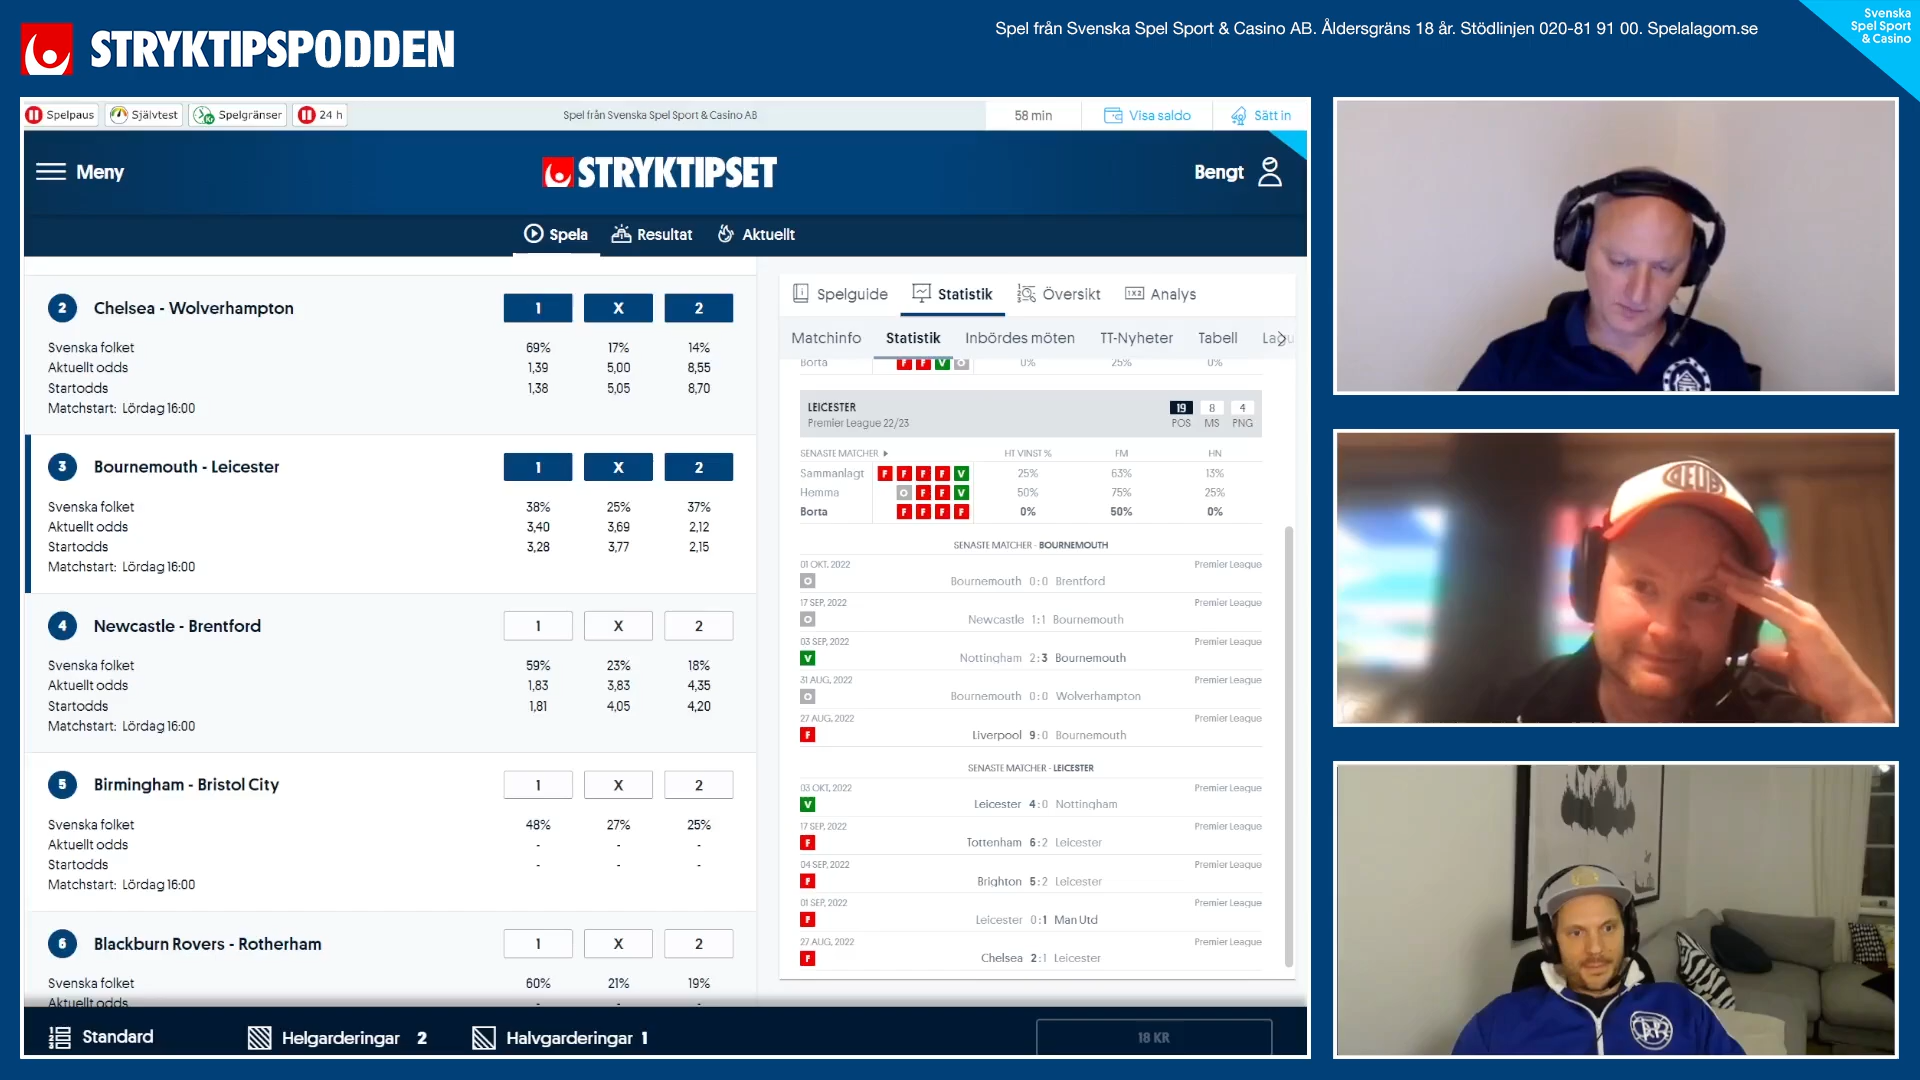 STRYKTIPSPODDEN
Spel från Svenska Spel Sport & Casino AB. Åldersgräns 18 år. Stödlinjen 020-81 91 00. Spelalagom.se
Svenska
Spel Sport
& Casino
Spelpaus
Självtest
Spelgränser
24 h
Spel från Svenska Spel Sport & Casino AB
58 min
Visa saldo
Sätt in
Meny
STRYKTIPSET
Bengt
Spela
Resultat
Aktuellt
2 Chelsea - Wolverhampton 1 X 2
Svenska folket 69% 17% 14%
Aktuellt odds 1,39 5,00 8,55
Startodds 1,38 5,05 8,70
Matchstart: Lördag 16:00
3 Bournemouth - Leicester 1 X 2
Svenska folket 38% 25% 37%
Aktuellt odds 3,40 3,69 2,12
Startodds 3,28 3,77 2,15
Matchstart: Lördag 16:00
4 Newcastle - Brentford 1 X 2
Svenska folket 59% 23% 18%
Aktuellt odds 1,83 3,83 4,35
Startodds 1,81 4,05 4,20
Matchstart: Lördag 16:00
5 Birmingham - Bristol City 1 X 2
Svenska folket 48% 27% 25%
Aktuellt odds - - -
Startodds - - -
Matchstart: Lördag 16:00
6 Blackburn Rovers - Rotherham 1 X 2
Svenska folket 60% 21% 19%
Aktuellt odds - - -
Spelguide Statistik Översikt Analys
Matchinfo Statistik Inbördes möten TT-Nyheter Tabell
Borta F F V O 0% 25% 0%
LEICESTER 19 8 4
Premier League 22/23 POS MS PNG
SENASTE MATCHER HT VINST % FM HN
Sammanlagt F F F F V 25% 63% 13%
Hemma O F F V 50% 75% 25%
Borta F F F F 0% 50% 0%
SENASTE MATCHER - BOURNEMOUTH
01 OKT, 2022 Premier League
O Bournemouth 0:0 Brentford
17 SEP, 2022 Premier League
O Newcastle 1:1 Bournemouth
03 SEP, 2022 Premier League
V Nottingham 2:3 Bournemouth
31 AUG, 2022 Premier League
O Bournemouth 0:0 Wolverhampton
27 AUG, 2022 Premier League
F Liverpool 9:0 Bournemouth
SENASTE MATCHER - LEICESTER
03 OKT, 2022 Premier League
V Leicester 4:0 Nottingham
17 SEP, 2022 Premier League
F Tottenham 6:2 Leicester
04 SEP, 2022 Premier League
F Brighton 5:2 Leicester
01 SEP, 2022 Premier League
F Leicester 0:1 Man Utd
27 AUG, 2022 Premier League
F Chelsea 2:1 Leicester
Standard
Helgarderingar 2
Halvgarderingar 1
18 KR